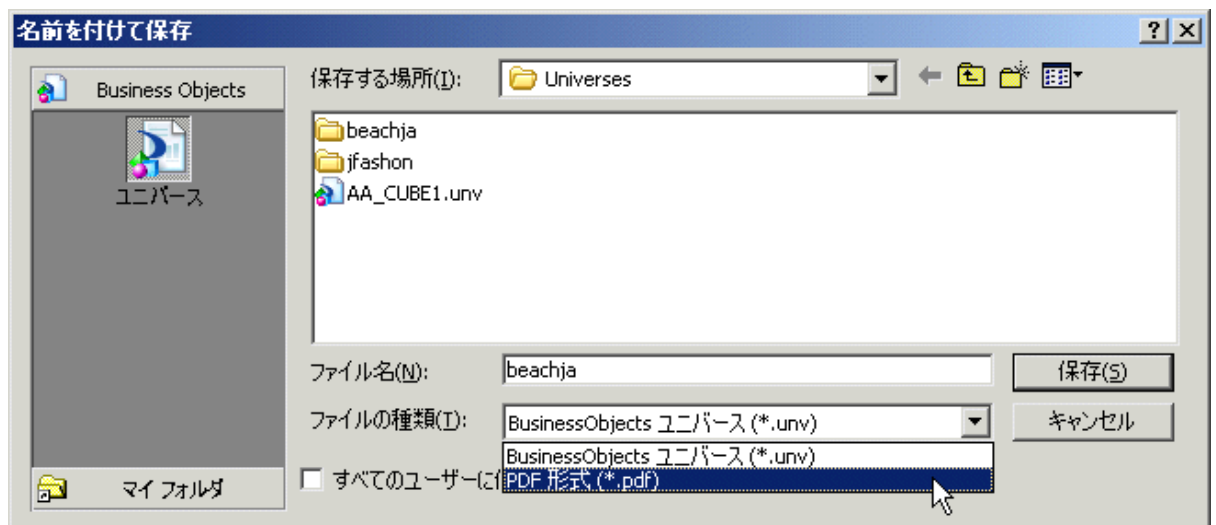 名前を付けて保存
Business Objects
ユニバース
マイ フォルダ
保存する場所(I):
Universes
beachja
jfashon
AA_CUBE1.unv
ファイル名(N):
beachja
保存(S)
ファイルの種類(T):
BusinessObjects ユニバース (*.unv)
キャンセル
BusinessObjects ユニバース (*.unv)
PDF 形式 (*.pdf)
すべてのユーザーに